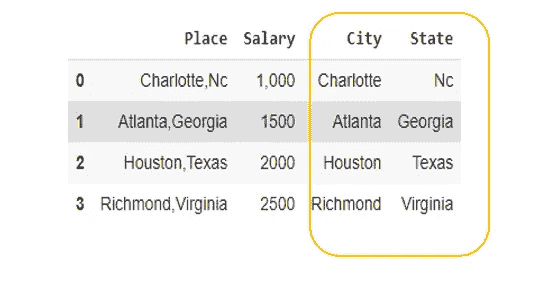 Place Salary City State
0 Charlotte,Nc 1,000 Charlotte Nc
1 Atlanta,Georgia 1500 Atlanta Georgia
2 Houston,Texas 2000 Houston Texas
3 Richmond,Virginia 2500 Richmond Virginia